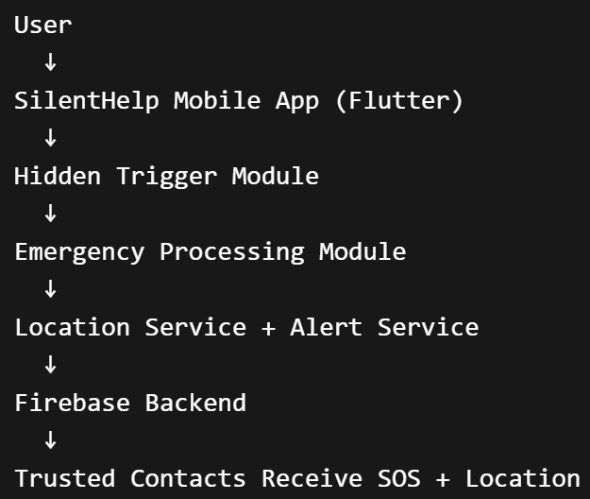 User
↓
SilentHelp Mobile App (Flutter)
↓
Hidden Trigger Module
↓
Emergency Processing Module
↓
Location Service + Alert Service
↓
Firebase Backend
↓
Trusted Contacts Receive SOS + Location